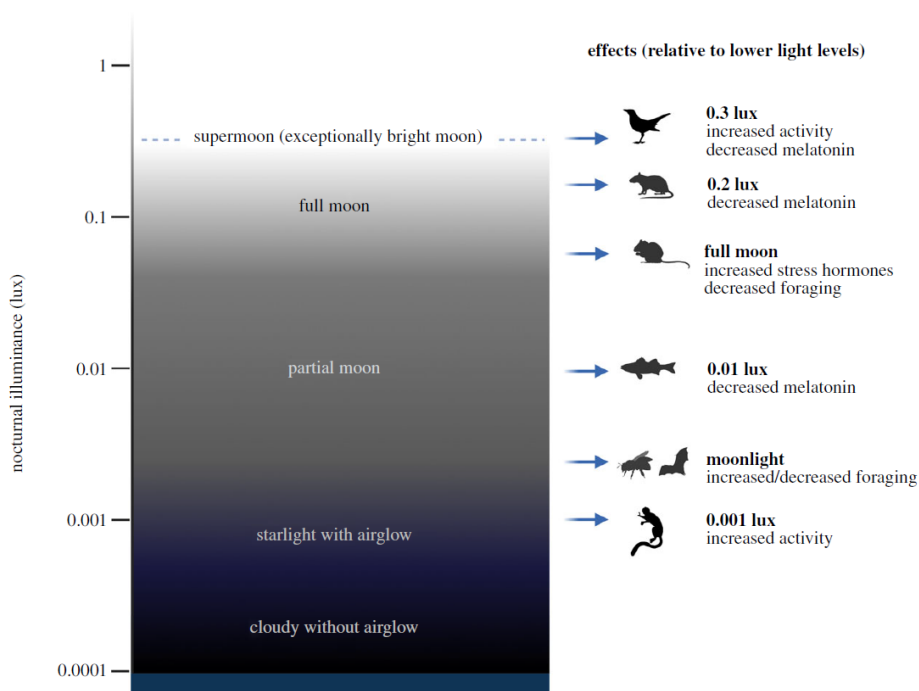 effects (relative to lower light levels)
1
0.3 lux
increased activity
decreased melatonin
supermoon (exceptionally bright moon)
0.2 lux
decreased melatonin
full moon
0.1
full moon
increased stress hormones
decreased foraging
nocturnal illuminance (lux)
partial moon
0.01
0.01 lux
decreased melatonin
moonlight
increased/decreased foraging
0.001
0.001 lux
increased activity
starlight with airglow
cloudy without airglow
0.0001